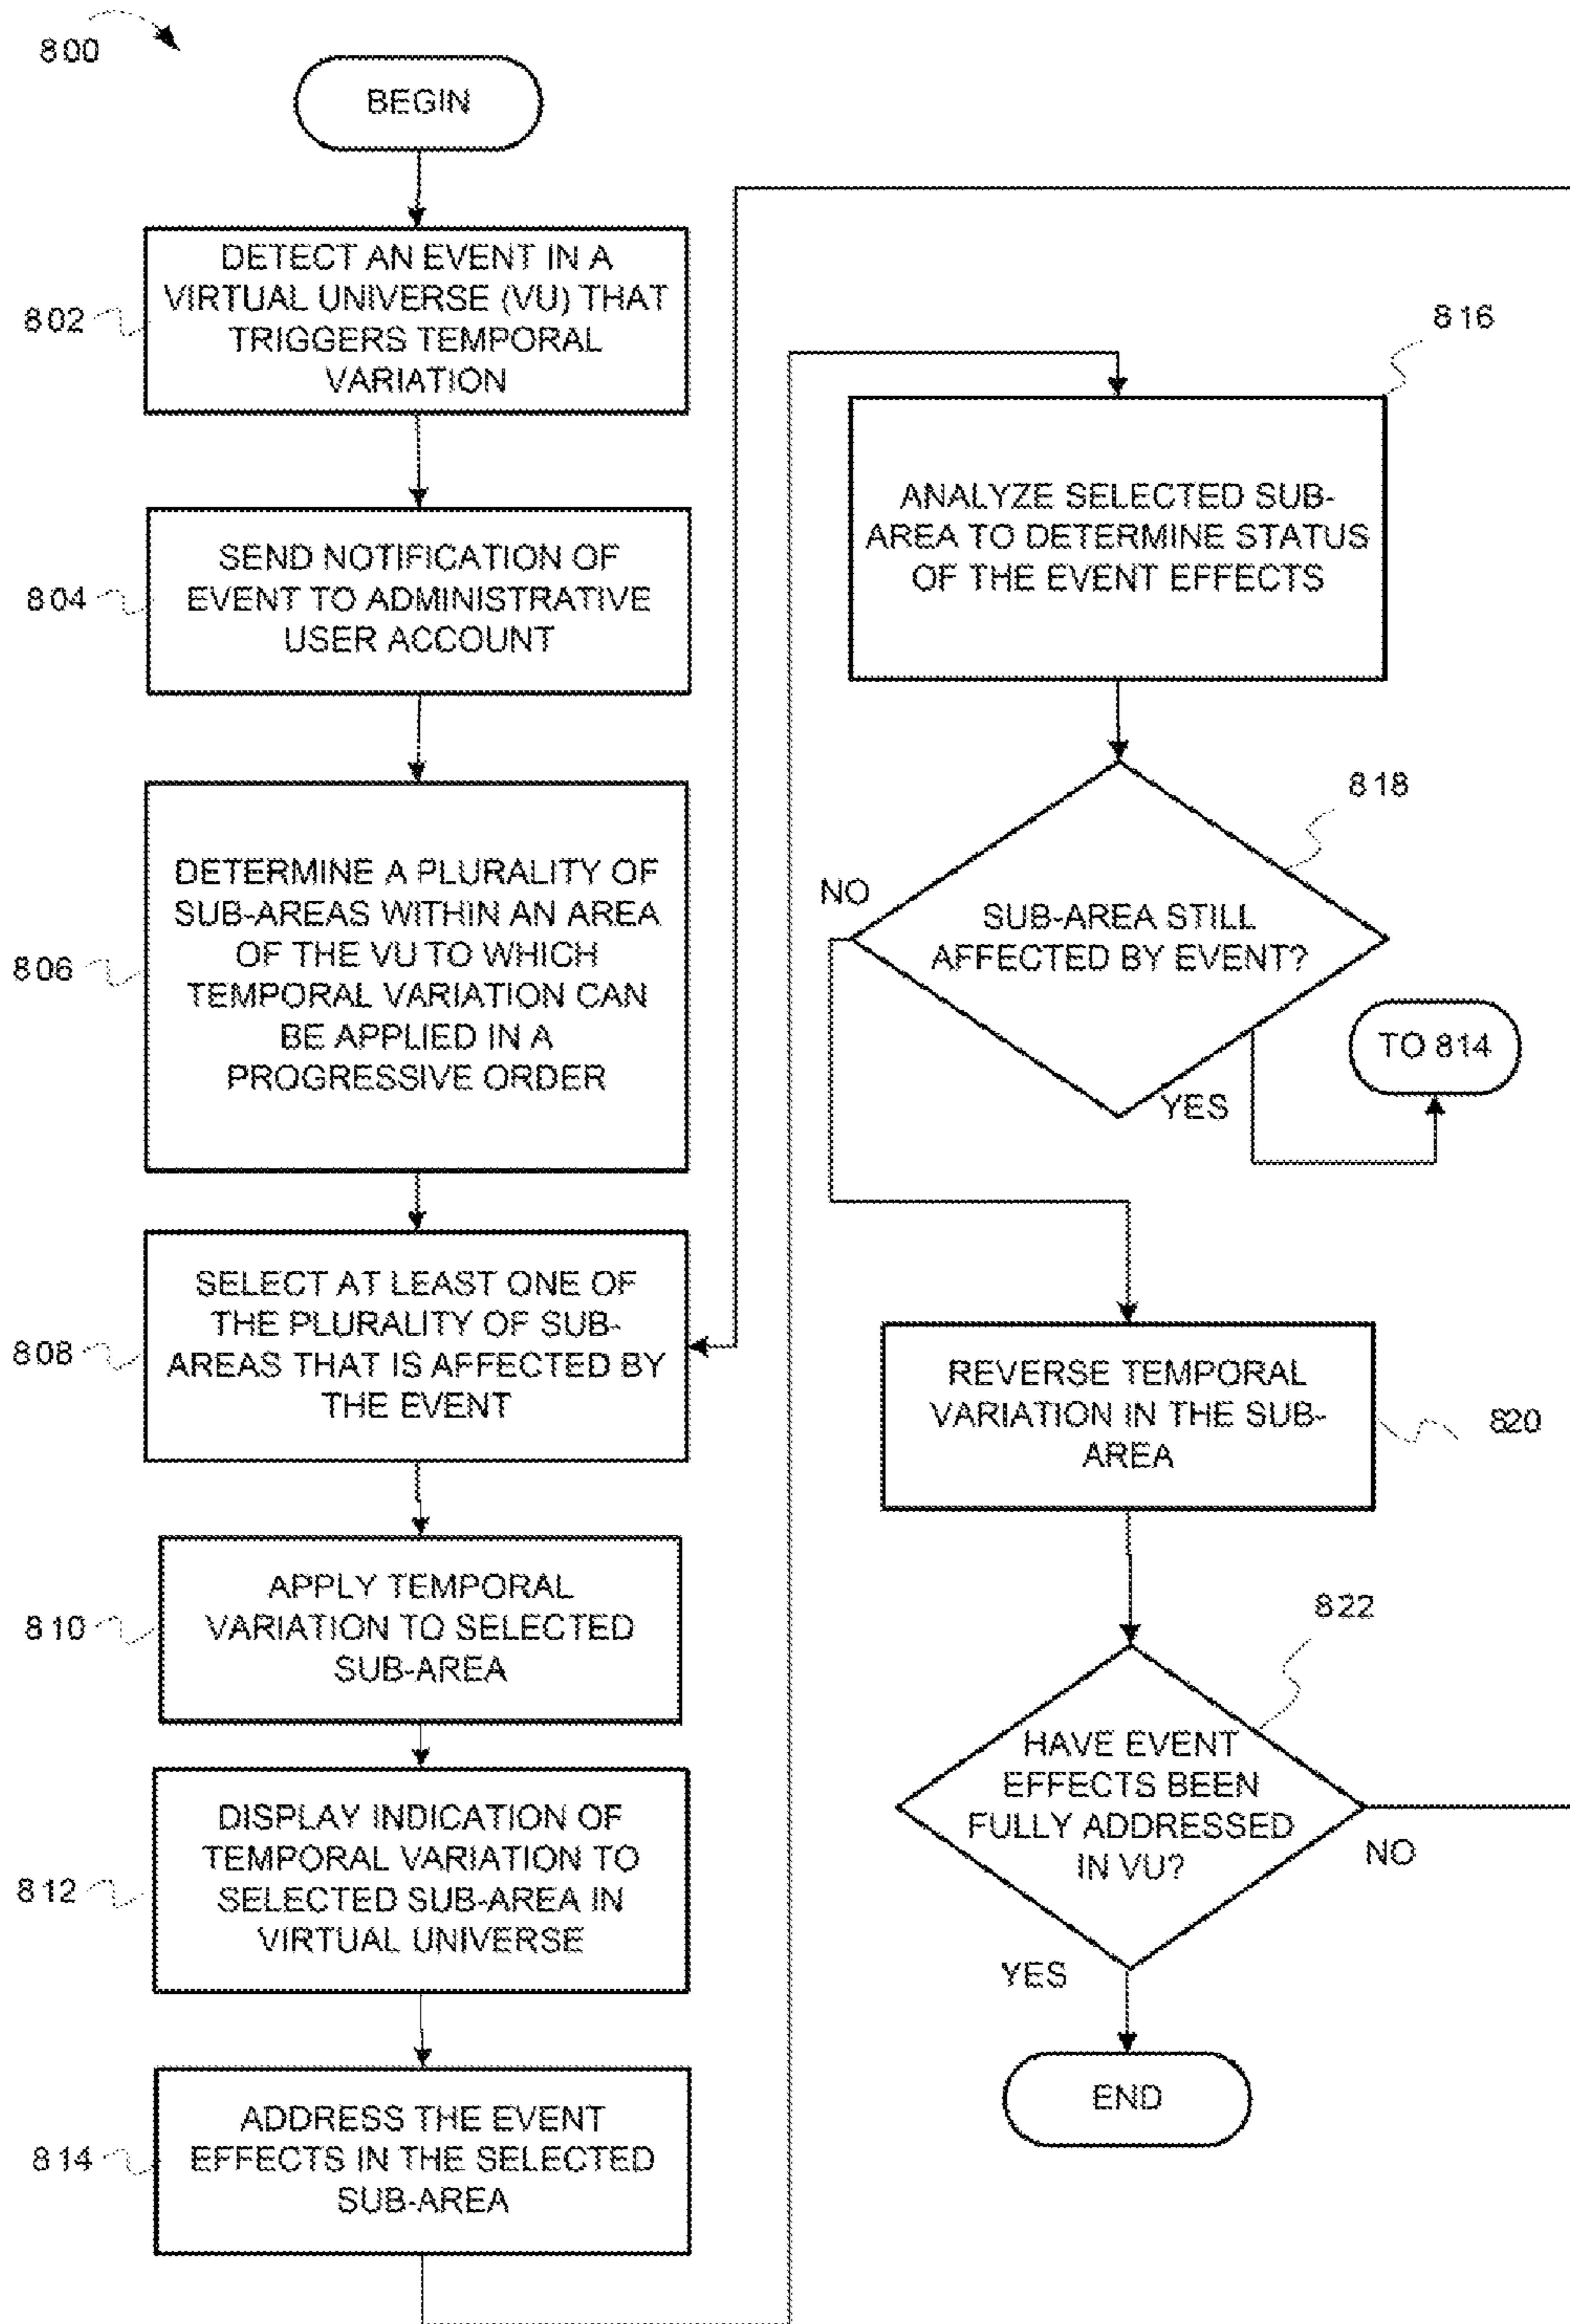 800
BEGIN
802
DETECT AN EVENT IN A
VIRTUAL UNIVERSE (VU) THAT
TRIGGERS TEMPORAL
VARIATION
804
SEND NOTIFICATION OF
EVENT TO ADMINISTRATIVE
USER ACCOUNT
806
DETERMINE A PLURALITY OF
SUB-AREAS WITHIN AN AREA
OF THE VU TO WHICH
TEMPORAL VARIATION CAN
BE APPLIED IN A
PROGRESSIVE ORDER
808
SELECT AT LEAST ONE OF
THE PLURALITY OF SUB-
AREAS THAT IS AFFECTED BY
THE EVENT
810
APPLY TEMPORAL
VARIATION TO SELECTED
SUB-AREA
812
DISPLAY INDICATION OF
TEMPORAL VARIATION TO
SELECTED SUB-AREA IN
VIRTUAL UNIVERSE
814
ADDRESS THE EVENT
EFFECTS IN THE SELECTED
SUB-AREA
816
ANALYZE SELECTED SUB-
AREA TO DETERMINE STATUS
OF THE EVENT EFFECTS
818
NO
SUB-AREA STILL
AFFECTED BY EVENT?
TO 814
YES
REVERSE TEMPORAL
VARIATION IN THE SUB-
AREA
820
822
HAVE EVENT
EFFECTS BEEN
FULLY ADDRESSED
IN VU?
NO
YES
END